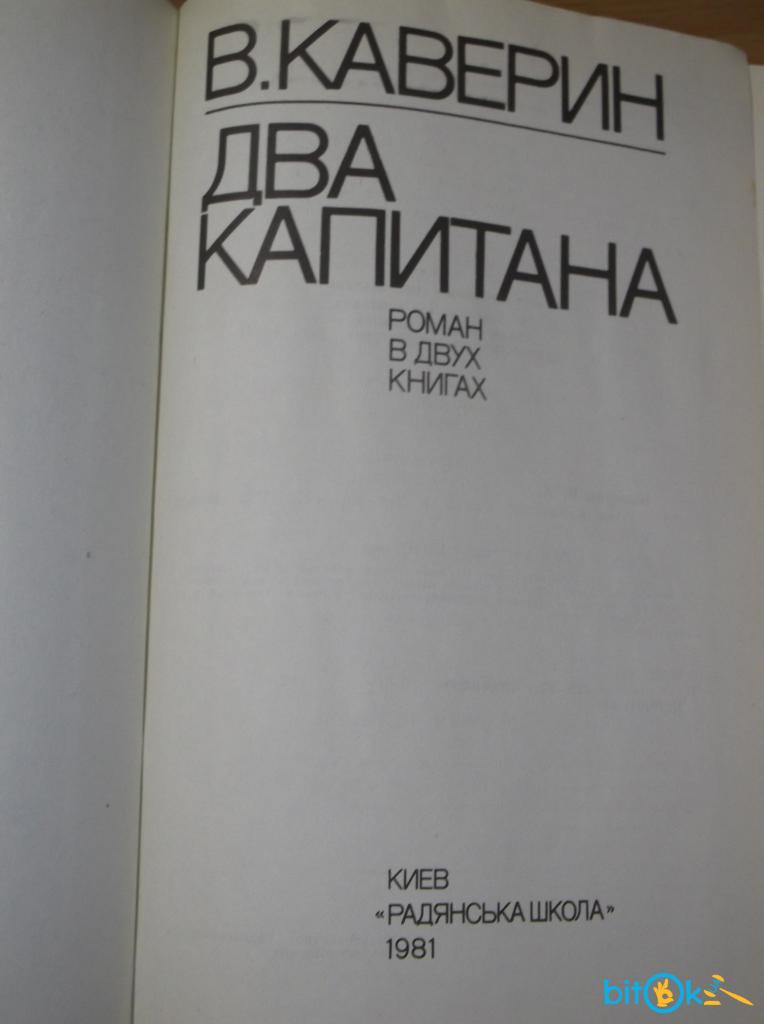 В.КАВЕРИН
ДВА
КАПИТАНА
РОМАН
В ДВУХ
КНИГАХ
КИЕВ
«РАДЯНСЬКА ШКОЛА»
1981
bitok